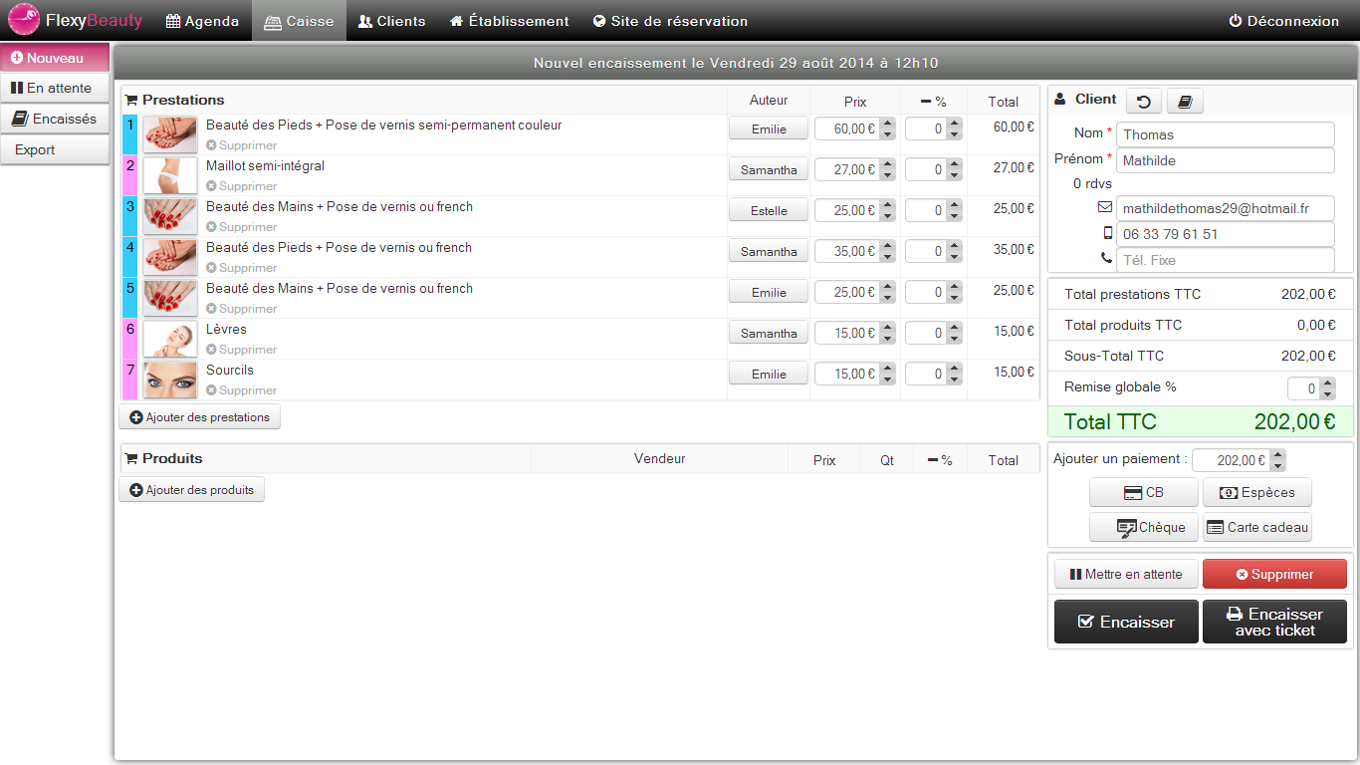 FlexyBeauty Agenda Caisse Clients Établissement Site de réservation Déconnexion
Nouveau
En attente
Encaissés
Export
Nouvel encaissement le Vendredi 29 août 2014 à 12h10
Prestations Auteur Prix % Total
1 Beauté des Pieds + Pose de vernis semi-permanent couleur Emilie 60,00 € 0 60,00 €
Supprimer
2 Maillot semi-intégral Samantha 27,00 € 0 27,00 €
Supprimer
3 Beauté des Mains + Pose de vernis ou french Estelle 25,00 € 0 25,00 €
Supprimer
4 Beauté des Pieds + Pose de vernis ou french Samantha 35,00 € 0 35,00 €
Supprimer
5 Beauté des Mains + Pose de vernis ou french Emilie 25,00 € 0 25,00 €
Supprimer
6 Lèvres Samantha 15,00 € 0 15,00 €
Supprimer
7 Sourcils Emilie 15,00 € 0 15,00 €
Supprimer
Ajouter des prestations
Produits Vendeur Prix Qt % Total
Ajouter des produits
Client
Nom * Thomas
Prénom * Mathilde
0 rdvs
mathildethomas29@hotmail.fr
06 33 79 61 51
Tél. Fixe
Total prestations TTC 202,00 €
Total produits TTC 0,00 €
Sous-Total TTC 202,00 €
Remise globale % 0
Total TTC 202,00 €
Ajouter un paiement : 202,00 €
CB Espèces
Chèque Carte cadeau
Mettre en attente Supprimer
Encaisser Encaisser
avec ticket